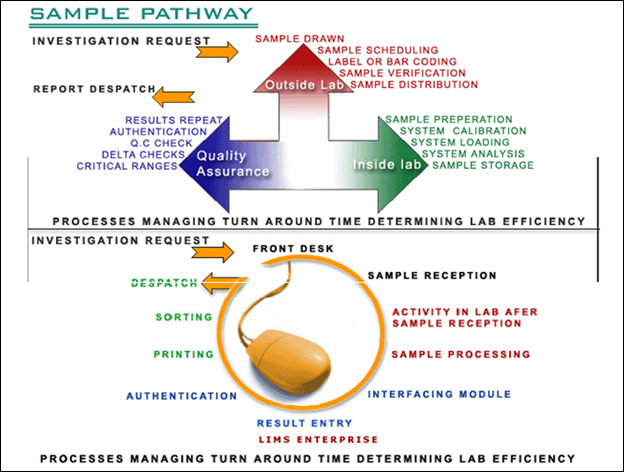 SAMPLE PATHWAY
INVESTIGATION REQUEST
SAMPLE DRAWN
SAMPLE SCHEDULING
LABEL OR BAR CODING
SAMPLE VERIFICATION
SAMPLE DISTRIBUTION
Outside Lab
REPORT DESPATCH
RESULTS REPEAT
AUTHENTICATION
Q.C CHECK
DELTA CHECKS
CRITICAL RANGES
Quality
Assurance
Inside lab
SAMPLE PREPARATION
SYSTEM CALIBRATION
SYSTEM LOADING
SYSTEM ANALYSIS
SAMPLE STORAGE
PROCESSES MANAGING TURN AROUND TIME DETERMINING LAB EFFICIENCY
INVESTIGATION REQUEST
FRONT DESK
SAMPLE RECEPTION
DESPATCH
ACTIVITY IN LAB AFER
SAMPLE RECEPTION
SORTING
PRINTING
SAMPLE PROCESSING
AUTHENTICATION
INTERFACING MODULE
RESULT ENTRY
LIMS ENTERPRISE
PROCESSES MANAGING TURN AROUND TIME DETERMINING LAB EFFICIENCY